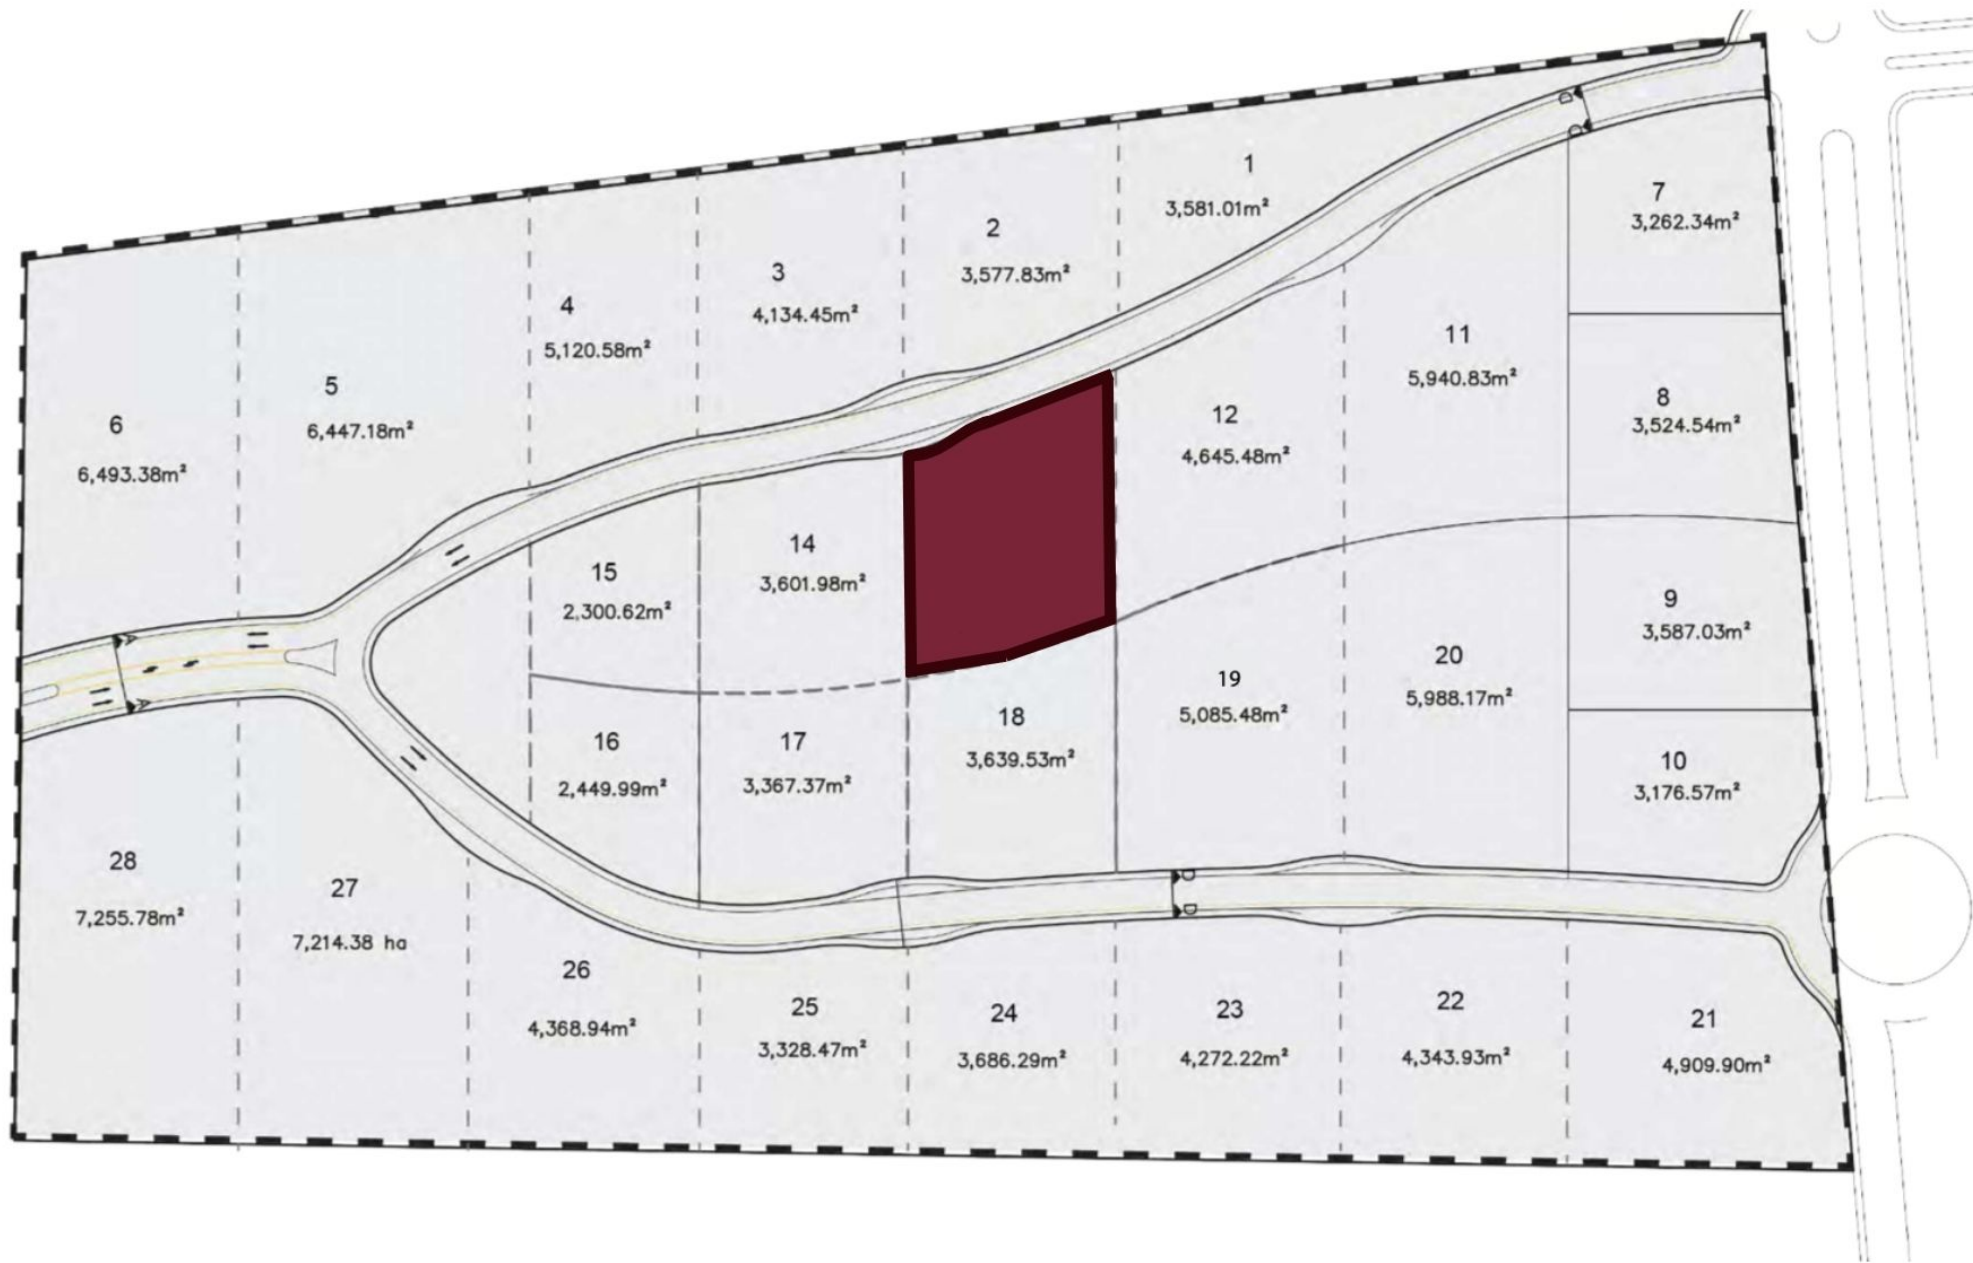 1
3,581.01m²
2
3,577.83m²
3
4,134.45m²
4
5,120.58m²
5
6,447.18m²
6
6,493.38m²
7
3,262.34m²
8
3,524.54m²
9
3,587.03m²
10
3,176.57m²
11
5,940.83m²
12
4,645.48m²
14
3,601.98m²
15
2,300.62m²
16
2,449.99m²
17
3,367.37m²
18
3,639.53m²
19
5,085.48m²
20
5,988.17m²
21
4,909.90m²
22
4,343.93m²
23
4,272.22m²
24
3,686.29m²
25
3,328.47m²
26
4,368.94m²
27
7,214.38 ha
28
7,255.78m²